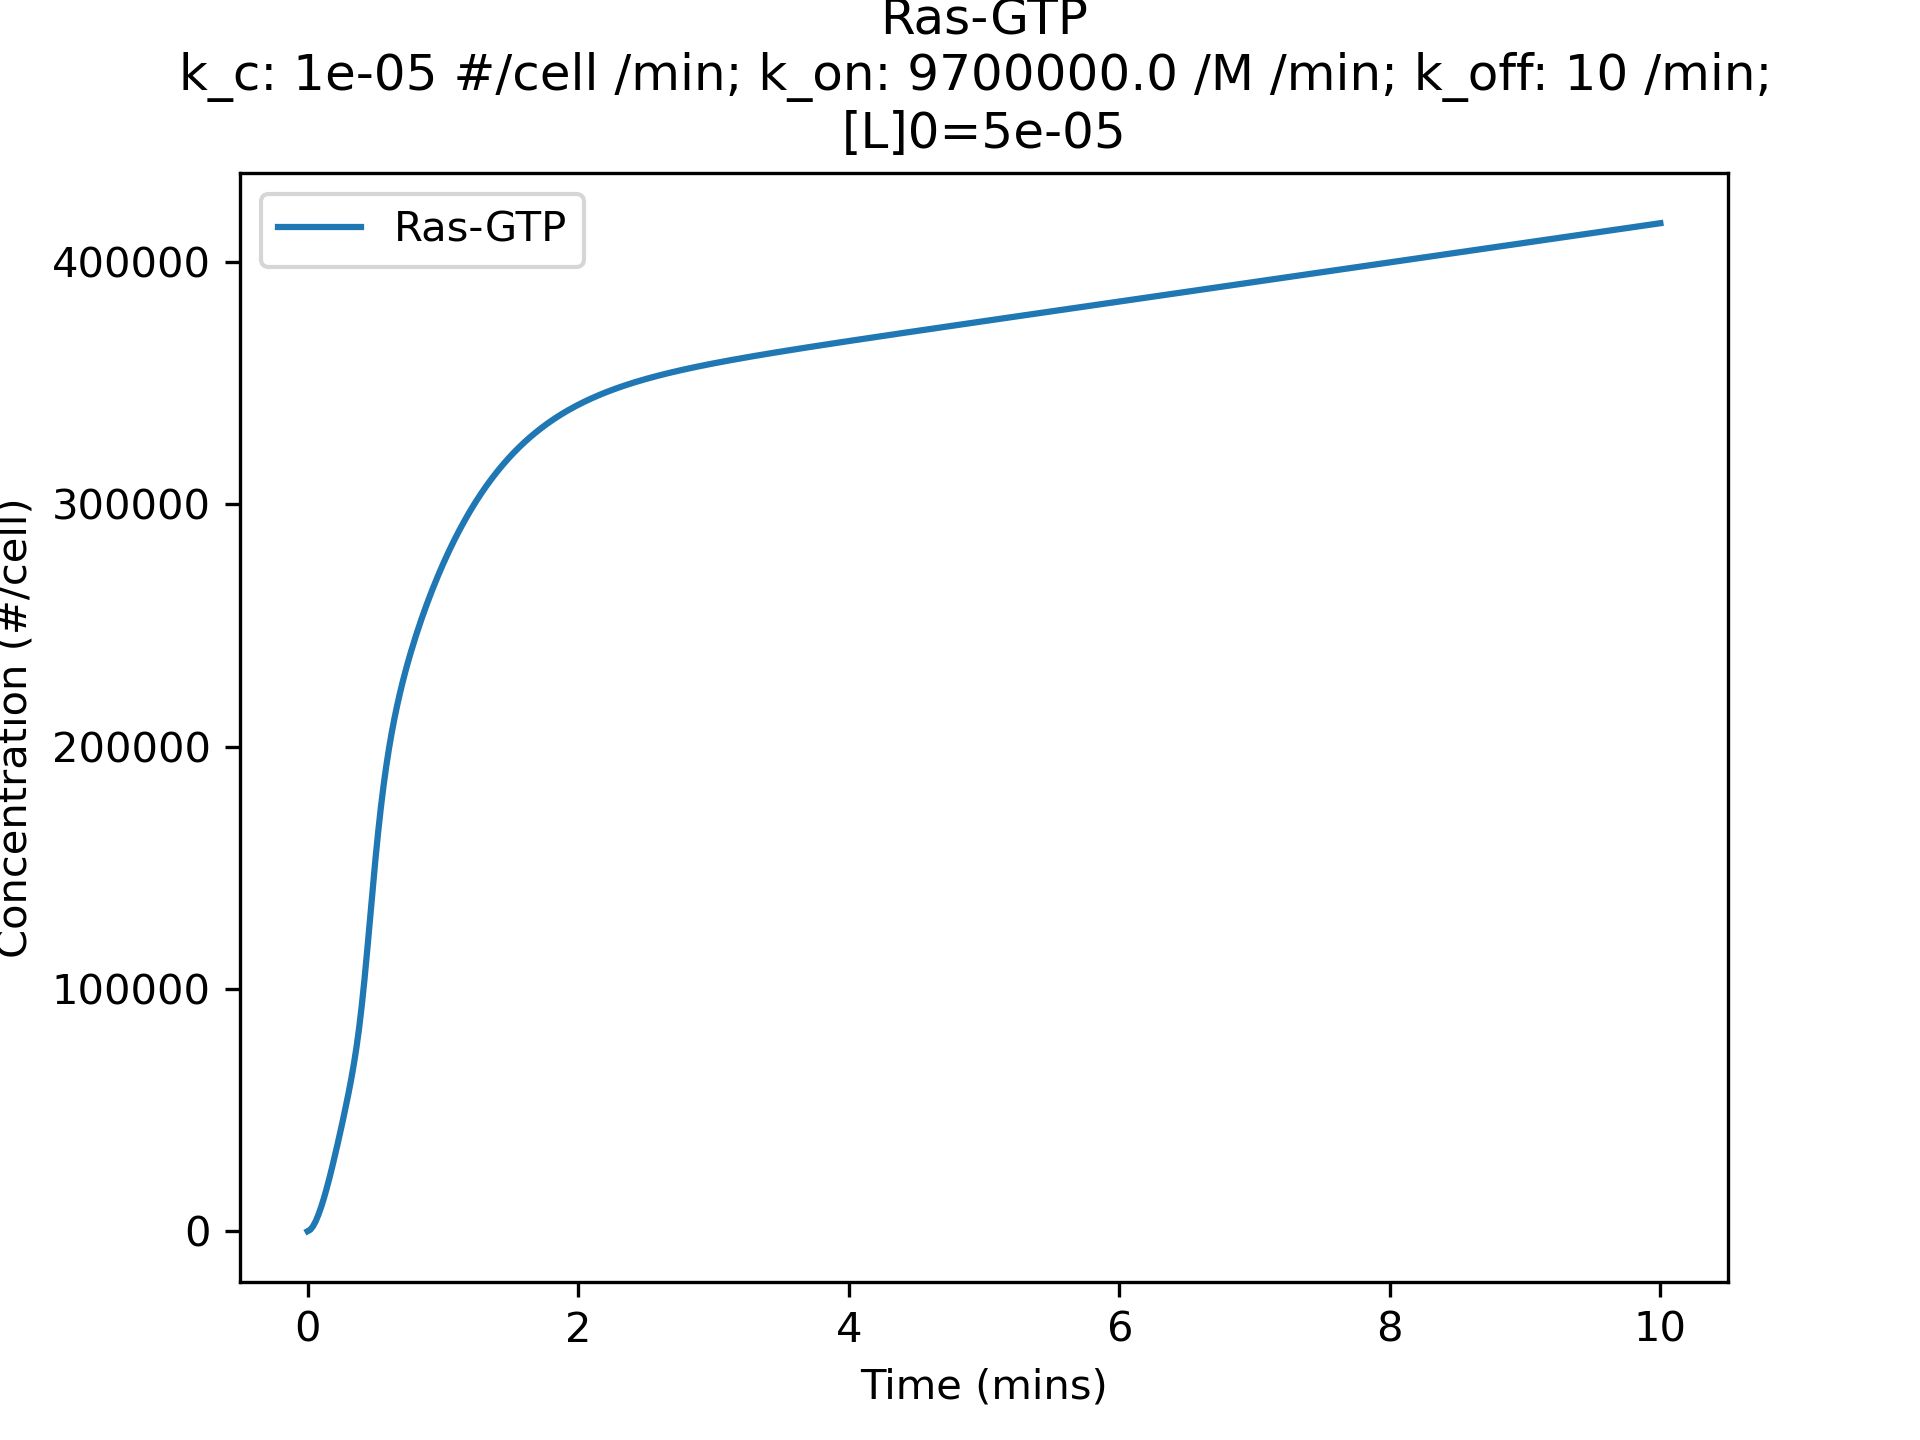 Ras-GTP
k_c: 1e-05 #/cell /min; k_on: 9700000.0 /M /min; k_off: 10 /min;
[L]0=5e-05
Ras-GTP
400000
300000
200000
100000
0
Concentration (#/cell)
0 2 4 6 8 10
Time (mins)